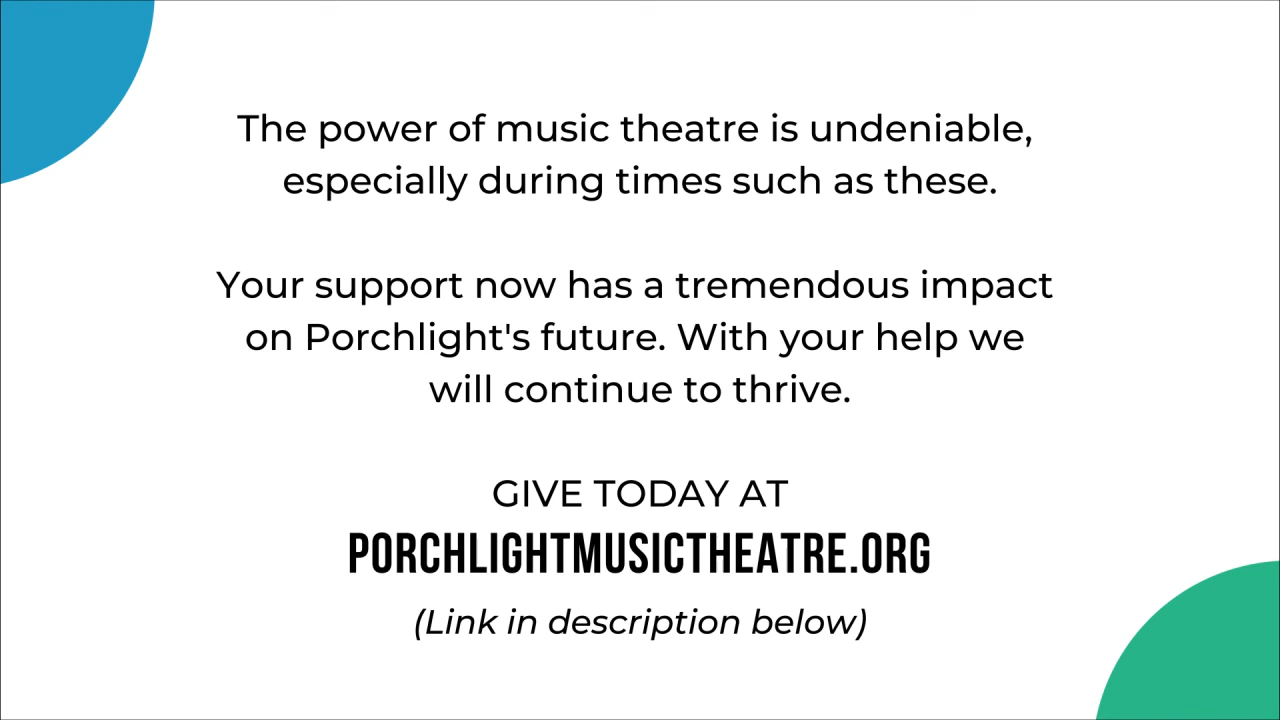 The power of music theatre is undeniable,
especially during times such as these.
Your support now has a tremendous impact
on Porchlight's future. With your help we
will continue to thrive.
GIVE TODAY AT
PORCHLIGHTMUSICTHEATRE.ORG
(Link in description below)